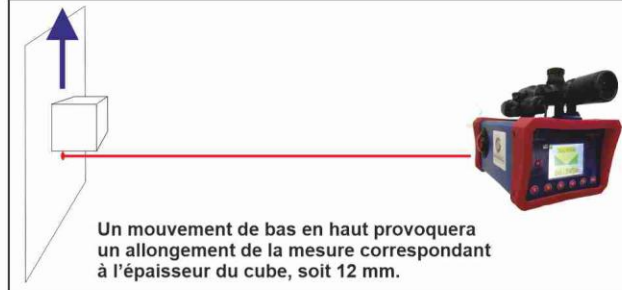 Un mouvement de bas en haut provoquera
un allongement de la mesure correspondant
à l'épaisseur du cube, soit 12 mm.